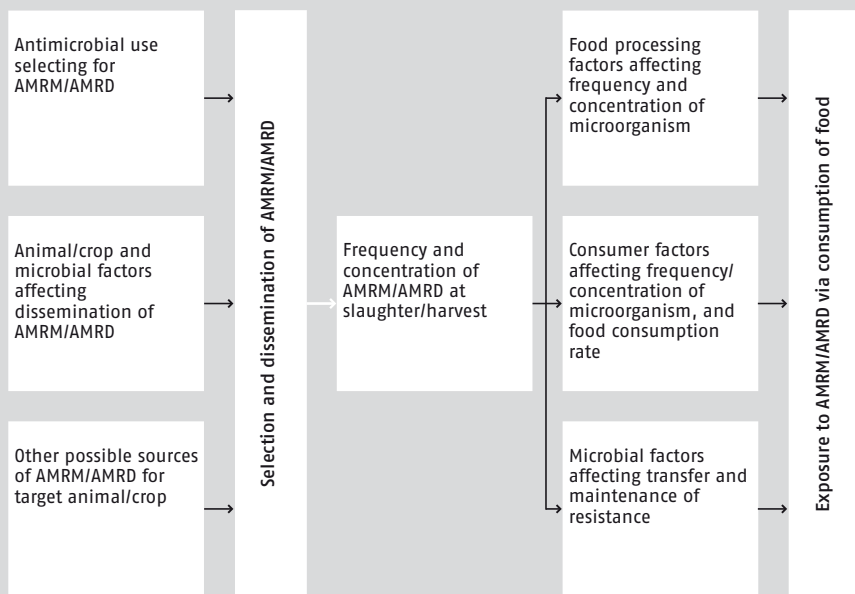 Antimicrobial use
selecting for
AMRM/AMRD
Animal/crop and
microbial factors
affecting
dissemination of
AMRM/AMRD
Other possible sources
of AMRM/AMRD for
target animal/crop
Selection and dissemination of AMRM/AMRD
Frequency and
concentration of
AMRM/AMRD at
slaughter/harvest
Food processing
factors affecting
frequency and
concentration of
microorganism
Consumer factors
affecting frequency/
concentration of
microorganism, and
food consumption
rate
Microbial factors
affecting transfer and
maintenance of
resistance
Exposure to AMRM/AMRD via consumption of food